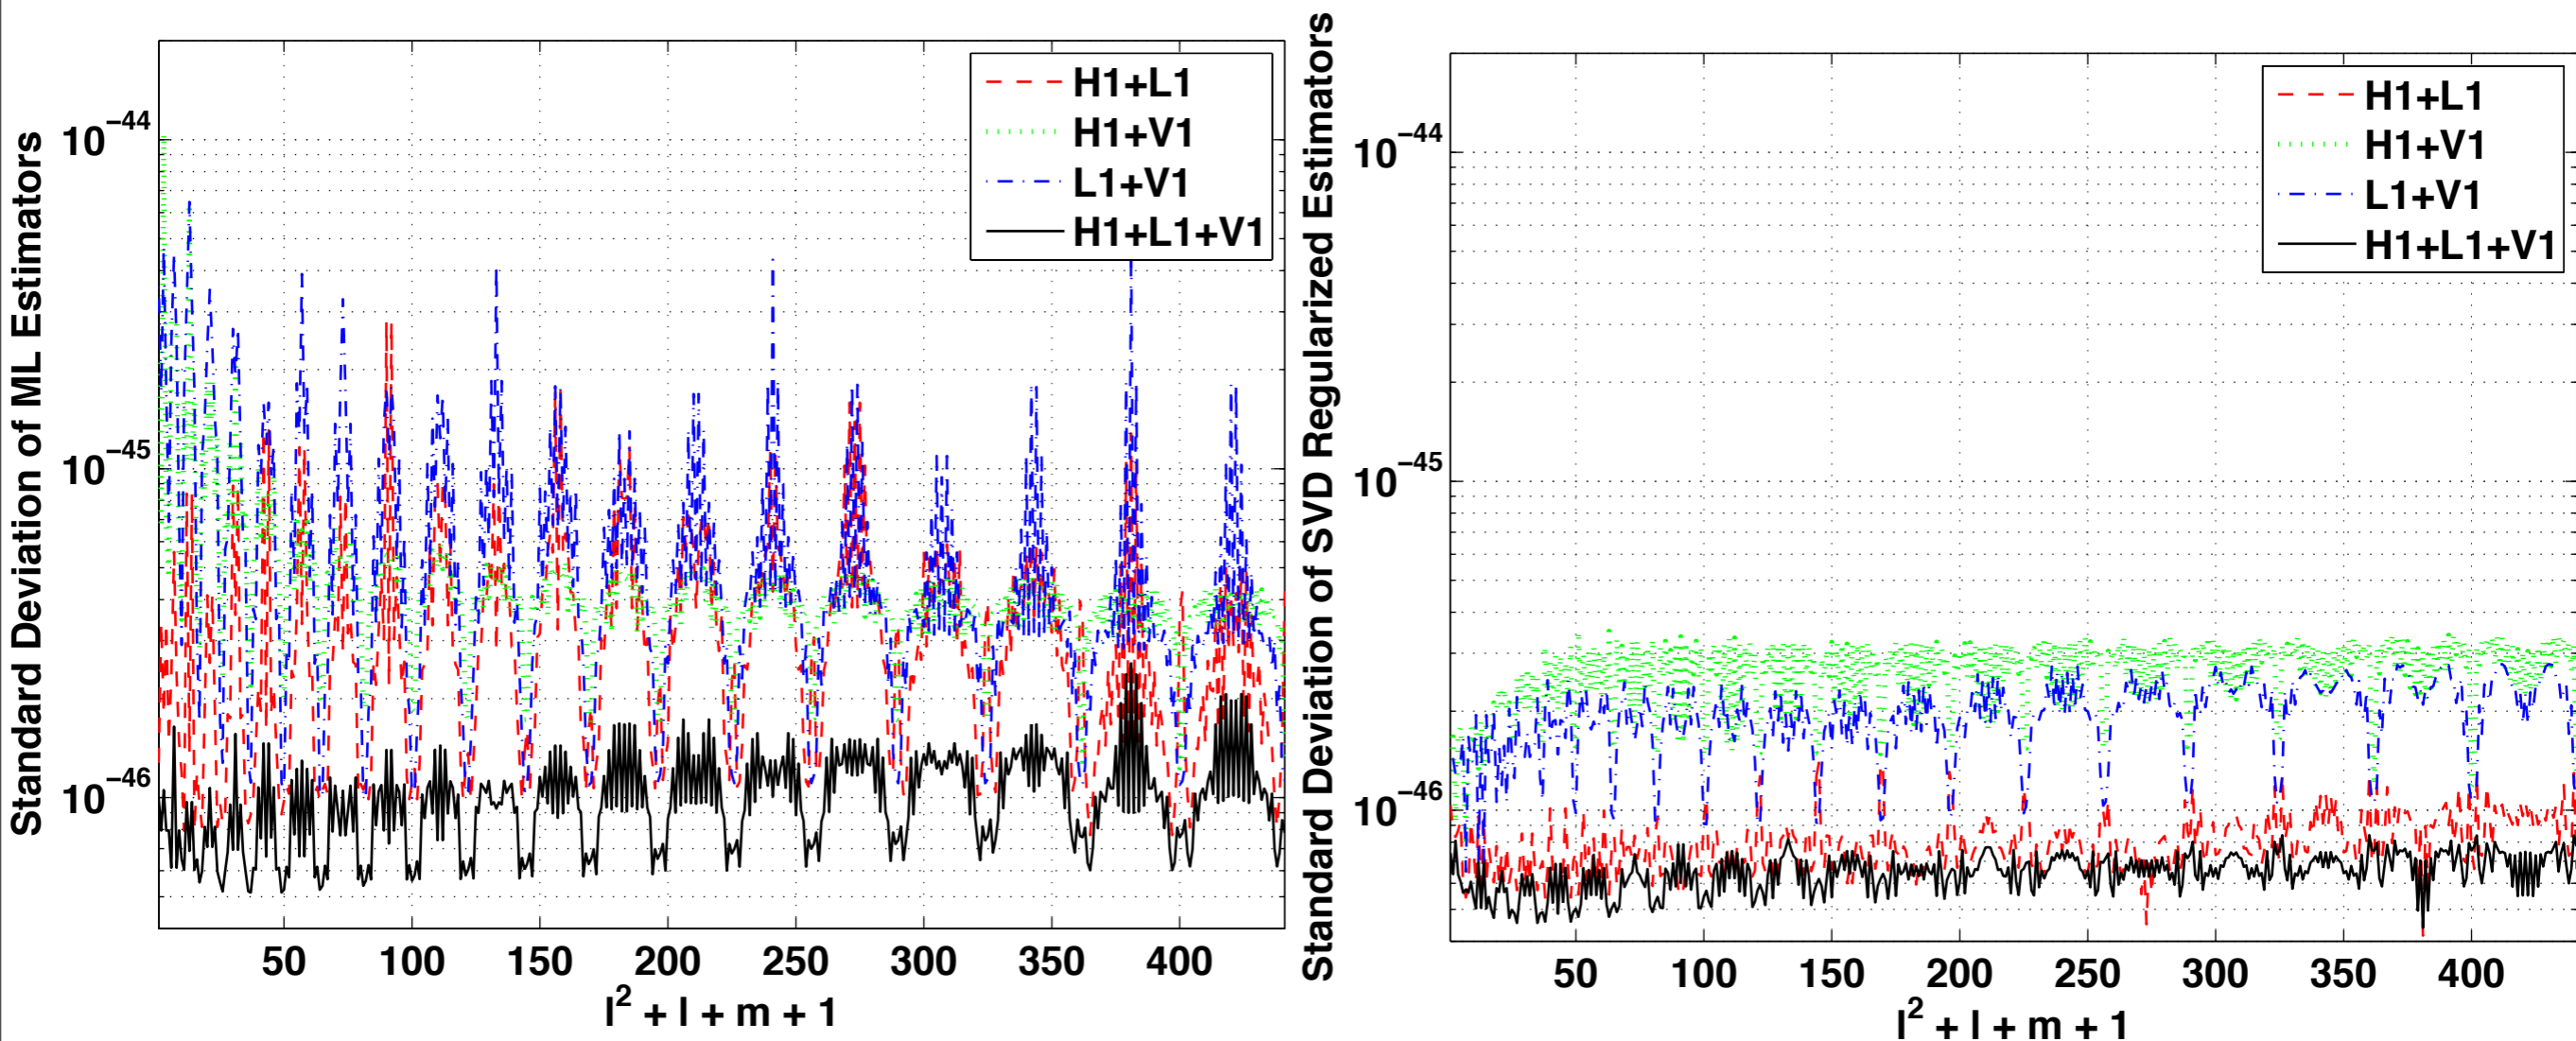 Standard Deviation of ML Estimators
10^−44
10^−45
10^−46
H1+L1
H1+V1
L1+V1
H1+L1+V1
50 100 150 200 250 300 350 400
l² + l + m + 1
Standard Deviation of SVD Regularized Estimators
10^−44
10^−45
10^−46
H1+L1
H1+V1
L1+V1
H1+L1+V1
50 100 150 200 250 300 350 400
l² + l + m + 1